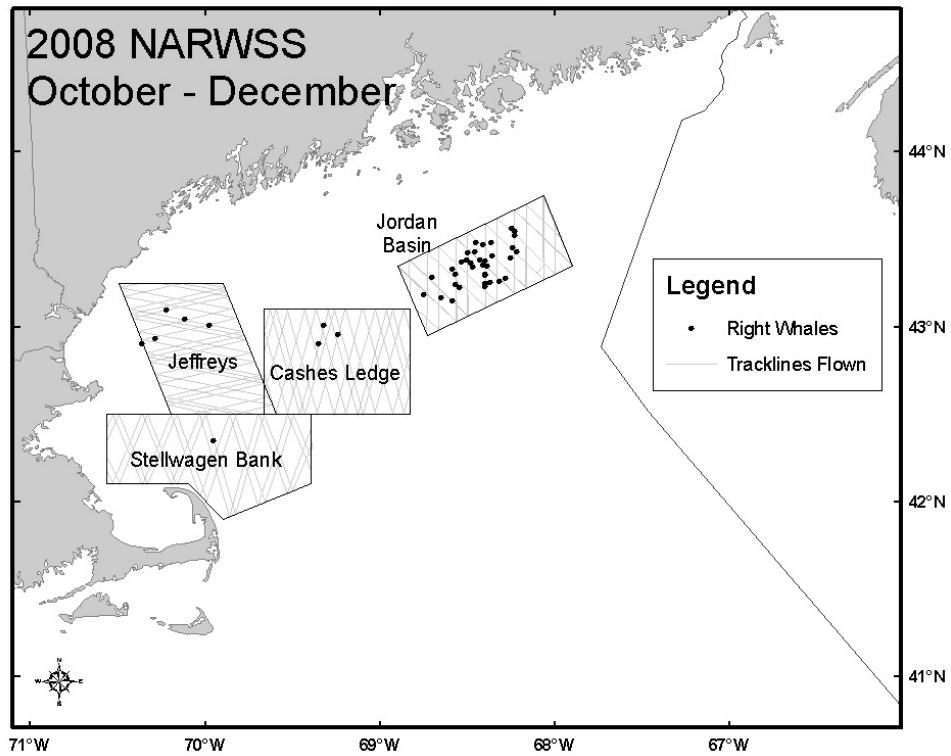 2008 NARWSS
October - December
44°N
Jordan
Basin
Legend
Right Whales
Tracklines Flown
43°N
Jeffreys
Cashes Ledge
Stellwagen Bank
42°N
N
W E
S
41°N
71°W 70°W 69°W 68°W 67°W